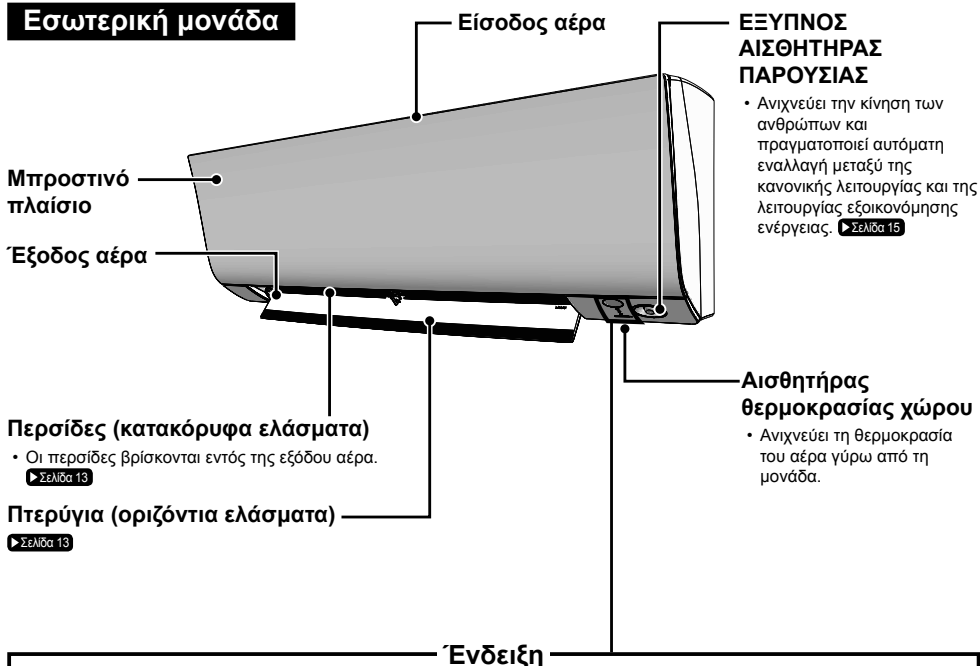 Εσωτερική μονάδα
Είσοδος αέρα
ΕΞΥΠΝΟΣ
ΑΙΣΘΗΤΗΡΑΣ
ΠΑΡΟΥΣΙΑΣ
• Ανιχνεύει την κίνηση των
ανθρώπων και
πραγματοποιεί αυτόματη
εναλλαγή μεταξύ της
κανονικής λειτουργίας και της
λειτουργίας εξοικονόμησης
ενέργειας. ▶Σελίδα 15
Μπροστινό
πλαίσιο
Έξοδος αέρα
Αισθητήρας
θερμοκρασίας χώρου
• Ανιχνεύει τη θερμοκρασία
του αέρα γύρω από τη
μονάδα.
Περσίδες (κατακόρυφα ελάσματα)
• Οι περσίδες βρίσκονται εντός της εξόδου αέρα.
▶Σελίδα 13
Πτερύγια (οριζόντια ελάσματα)
▶Σελίδα 13
Ένδειξη